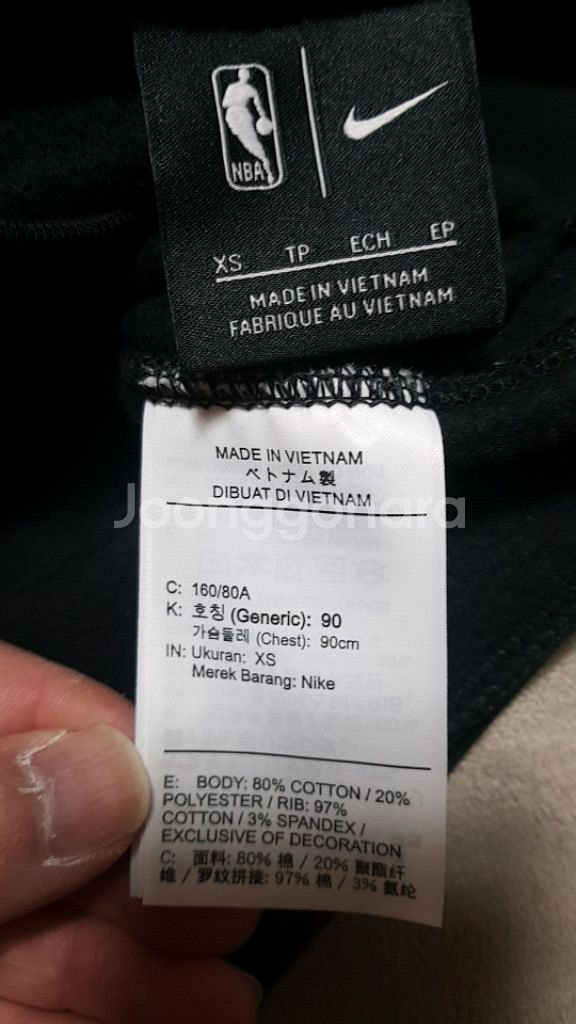 NBA
XS TP ECH EP
MADE IN VIETNAM
FABRIQUE AU VIETNAM
MADE IN VIETNAM
ベトナム製
DIBUAT DI VIETNAM
Joonggonara
C: 160/80A
K: 호칭 (Generic): 90
가슴둘레 (Chest): 90cm
IN: Ukuran: XS
Merek Barang: Nike
E: BODY: 80% COTTON / 20%
POLYESTER / RIB: 97%
COTTON / 3% SPANDEX /
EXCLUSIVE OF DECORATION
C: 面料: 80% 棉 / 20% 聚酯纤
维 / 罗纹拼接: 97% 棉 / 3% 氨纶